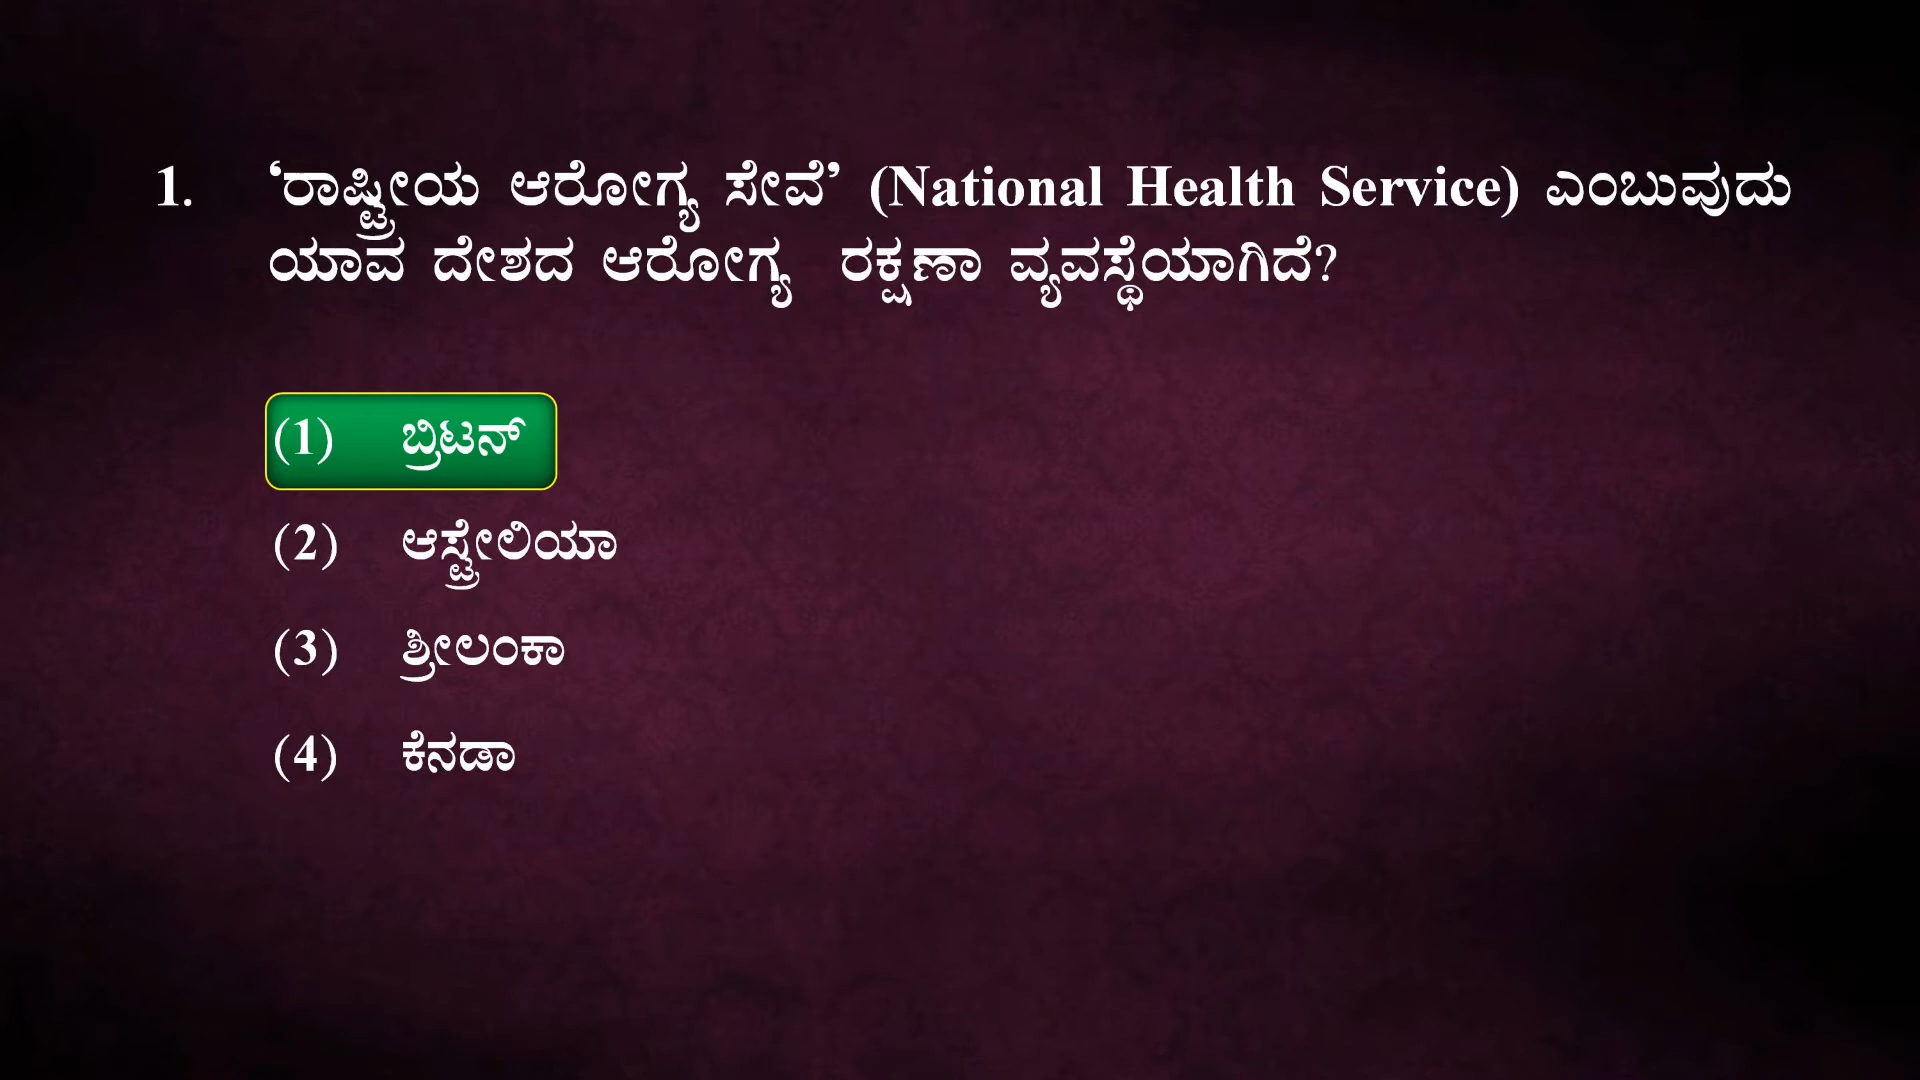 1. ‘ರಾಷ್ಟ್ರೀಯ ಆರೋಗ್ಯ ಸೇವೆ’ (National Health Service) ಎಂಬುವುದು
ಯಾವ ದೇಶದ ಆರೋಗ್ಯ ರಕ್ಷಣಾ ವ್ಯವಸ್ಥೆಯಾಗಿದೆ?
(1) ಬ್ರಿಟನ್
(2) ಆಸ್ಟ್ರೇಲಿಯಾ
(3) ಶ್ರೀಲಂಕಾ
(4) ಕೆನಡಾ